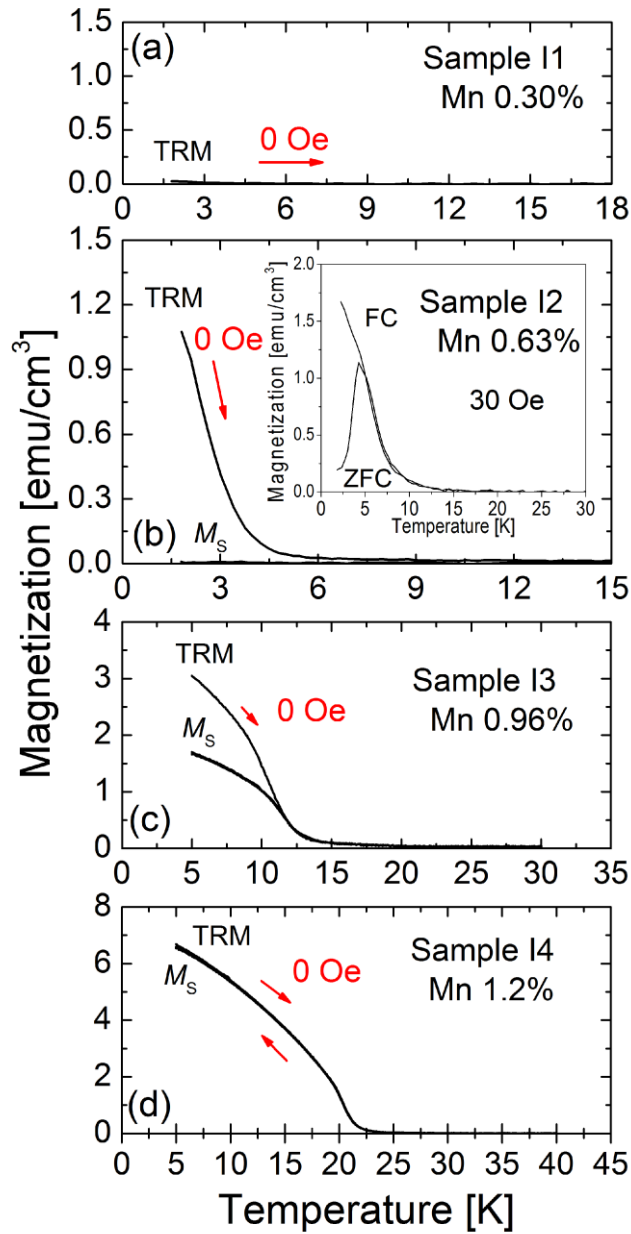 Magnetization [emu/cm³]
(a)
1.5
1.0
0.5
0.0
Sample I1
Mn 0.30%
TRM
0 Oe
0 3 6 9 12 15 18
(b)
1.5
1.2
0.9
0.6
0.3
0.0
TRM
0 Oe
M_S
3 6 9 12 15
Magnetization [emu/cm³]
2.0
1.5
1.0
0.5
0.0
FC
ZFC
Sample I2
Mn 0.63%
30 Oe
0 5 10 15 20 25 30
Temperature [K]
(c)
4
3
2
1
0
TRM
M_S
0 Oe
Sample I3
Mn 0.96%
0 5 10 15 20 25 30 35
(d)
8
6
4
2
0
TRM
M_S
0 Oe
Sample I4
Mn 1.2%
0 5 10 15 20 25 30 35 40 45
Temperature [K]